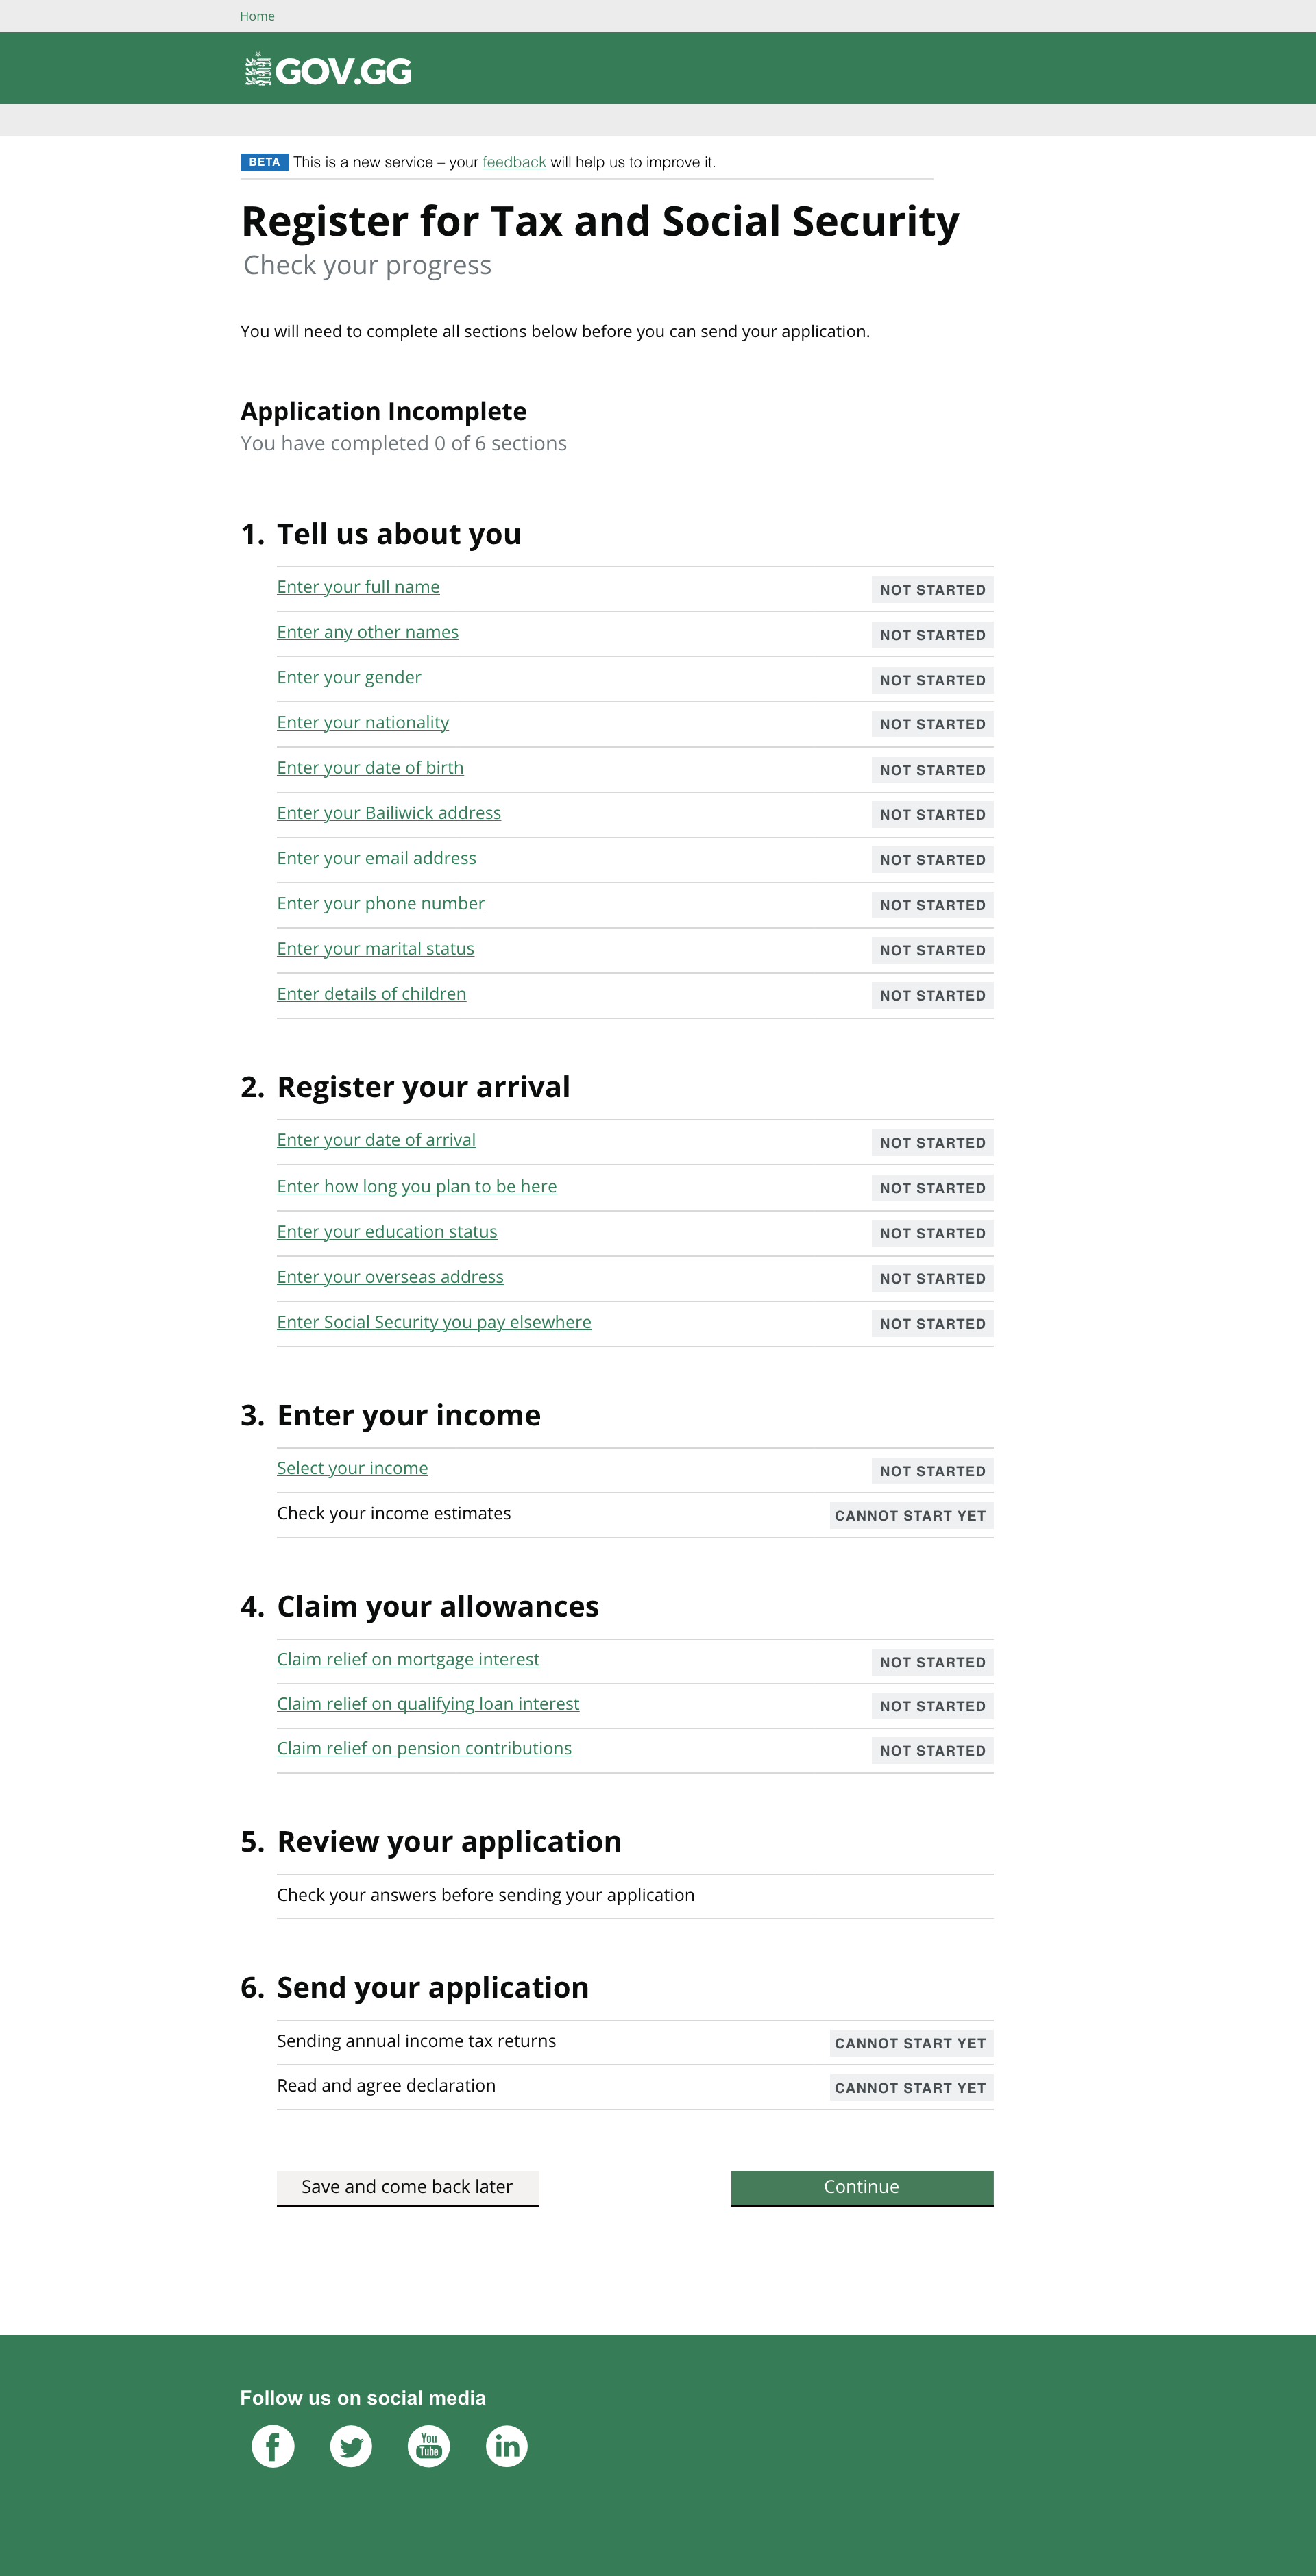 Home
GOV.GG
BETA This is a new service – your feedback will help us to improve it.
Register for Tax and Social Security
Check your progress
You will need to complete all sections below before you can send your application.
Application Incomplete
You have completed 0 of 6 sections
1. Tell us about you
Enter your full name NOT STARTED
Enter any other names NOT STARTED
Enter your gender NOT STARTED
Enter your nationality NOT STARTED
Enter your date of birth NOT STARTED
Enter your Bailiwick address NOT STARTED
Enter your email address NOT STARTED
Enter your phone number NOT STARTED
Enter your marital status NOT STARTED
Enter details of children NOT STARTED
2. Register your arrival
Enter your date of arrival NOT STARTED
Enter how long you plan to be here NOT STARTED
Enter your education status NOT STARTED
Enter your overseas address NOT STARTED
Enter Social Security you pay elsewhere NOT STARTED
3. Enter your income
Select your income NOT STARTED
Check your income estimates CANNOT START YET
4. Claim your allowances
Claim relief on mortgage interest NOT STARTED
Claim relief on qualifying loan interest NOT STARTED
Claim relief on pension contributions NOT STARTED
5. Review your application
Check your answers before sending your application
6. Send your application
Sending annual income tax returns CANNOT START YET
Read and agree declaration CANNOT START YET
Save and come back later Continue
Follow us on social media
f You Tube in